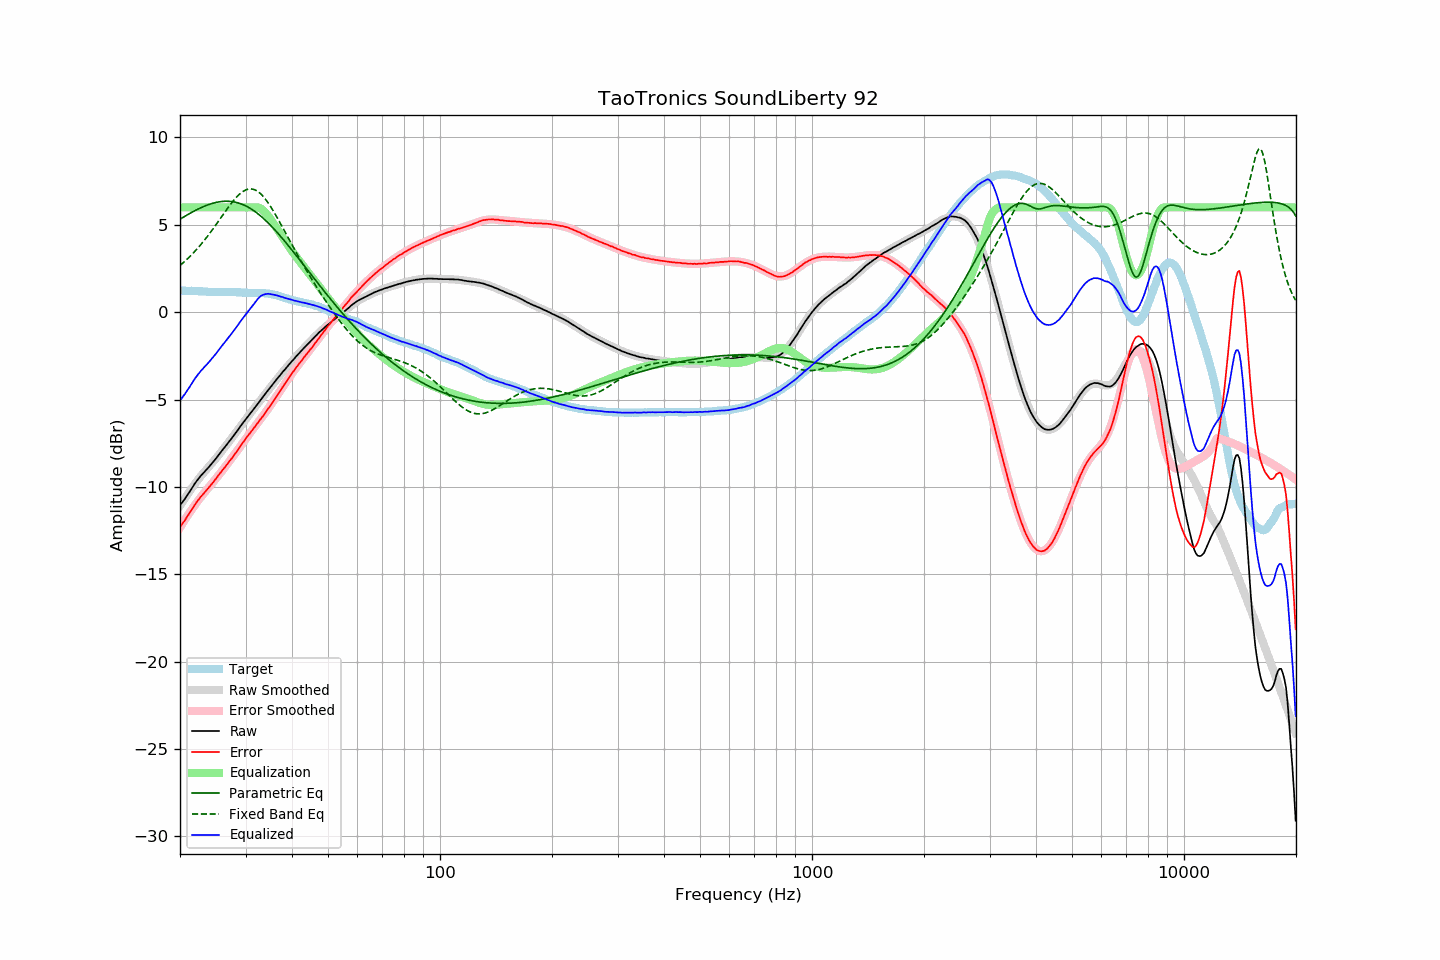 TaoTronics SoundLiberty 92
10
5
0
−5
−10
−15
−20
−25
−30
Amplitude (dBr)
Target
Raw Smoothed
Error Smoothed
Raw
Error
Equalization
Parametric Eq
Fixed Band Eq
Equalized
100
1000
10000
Frequency (Hz)